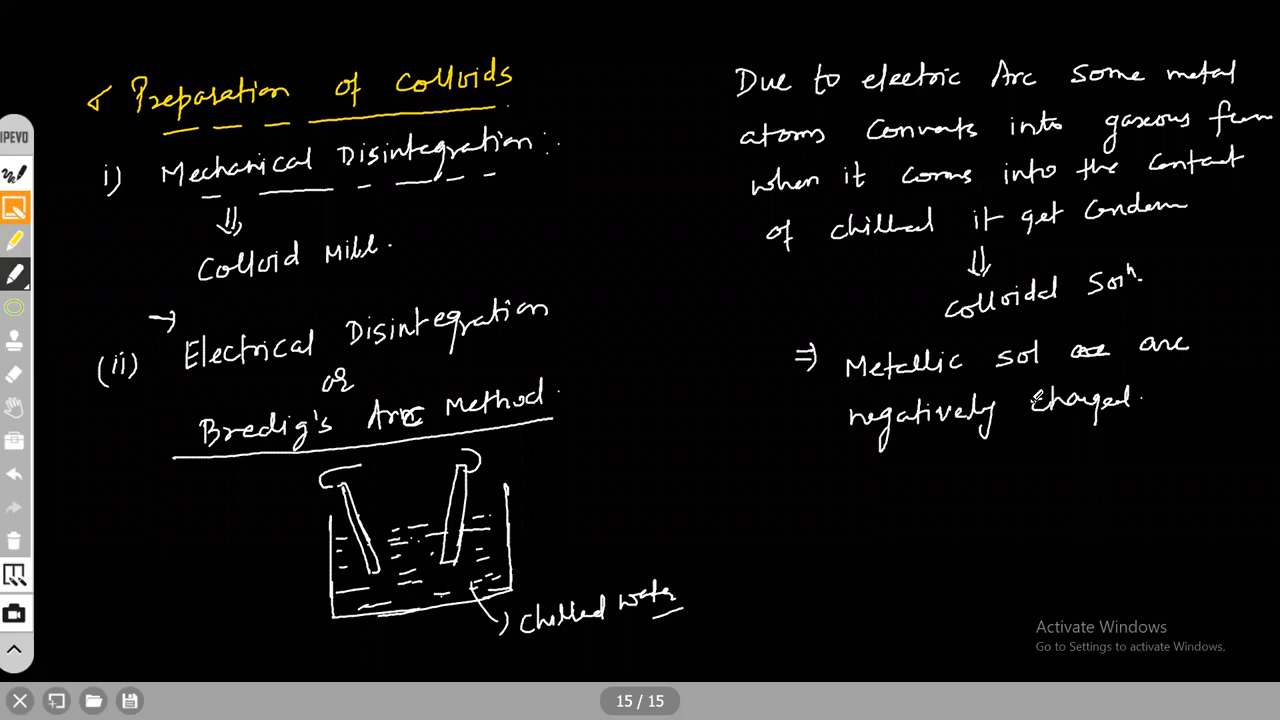 Preparation of Colloids
i) Mechanical Disintegration
Colloid Mill.
(ii) Electrical Disintegration
or
Bredig's Arc Method
Chilled water
Due to electric Arc some metal
atoms Converts into gaseous
when it comes into the Contact
of chilled it get
Colloidal Solⁿ.
Metallic sol are
negatively charged.
IPEVO
Activate Windows
Go to Settings to activate Windows.
15 / 15